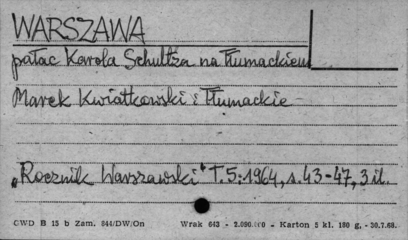 WARSZAWA
pałac Karola Schultza na Tłumackiem
Marek Kwiatkowski : Tłumackie -
"Rocznik Warszawski" T.5:1964, s.43-47, 3 il.
CWD B 15 b Zam. 844/DW/On Wrak 643 - 2.090.000 - Karton 5 kl. 180 g, - 30.7.68.